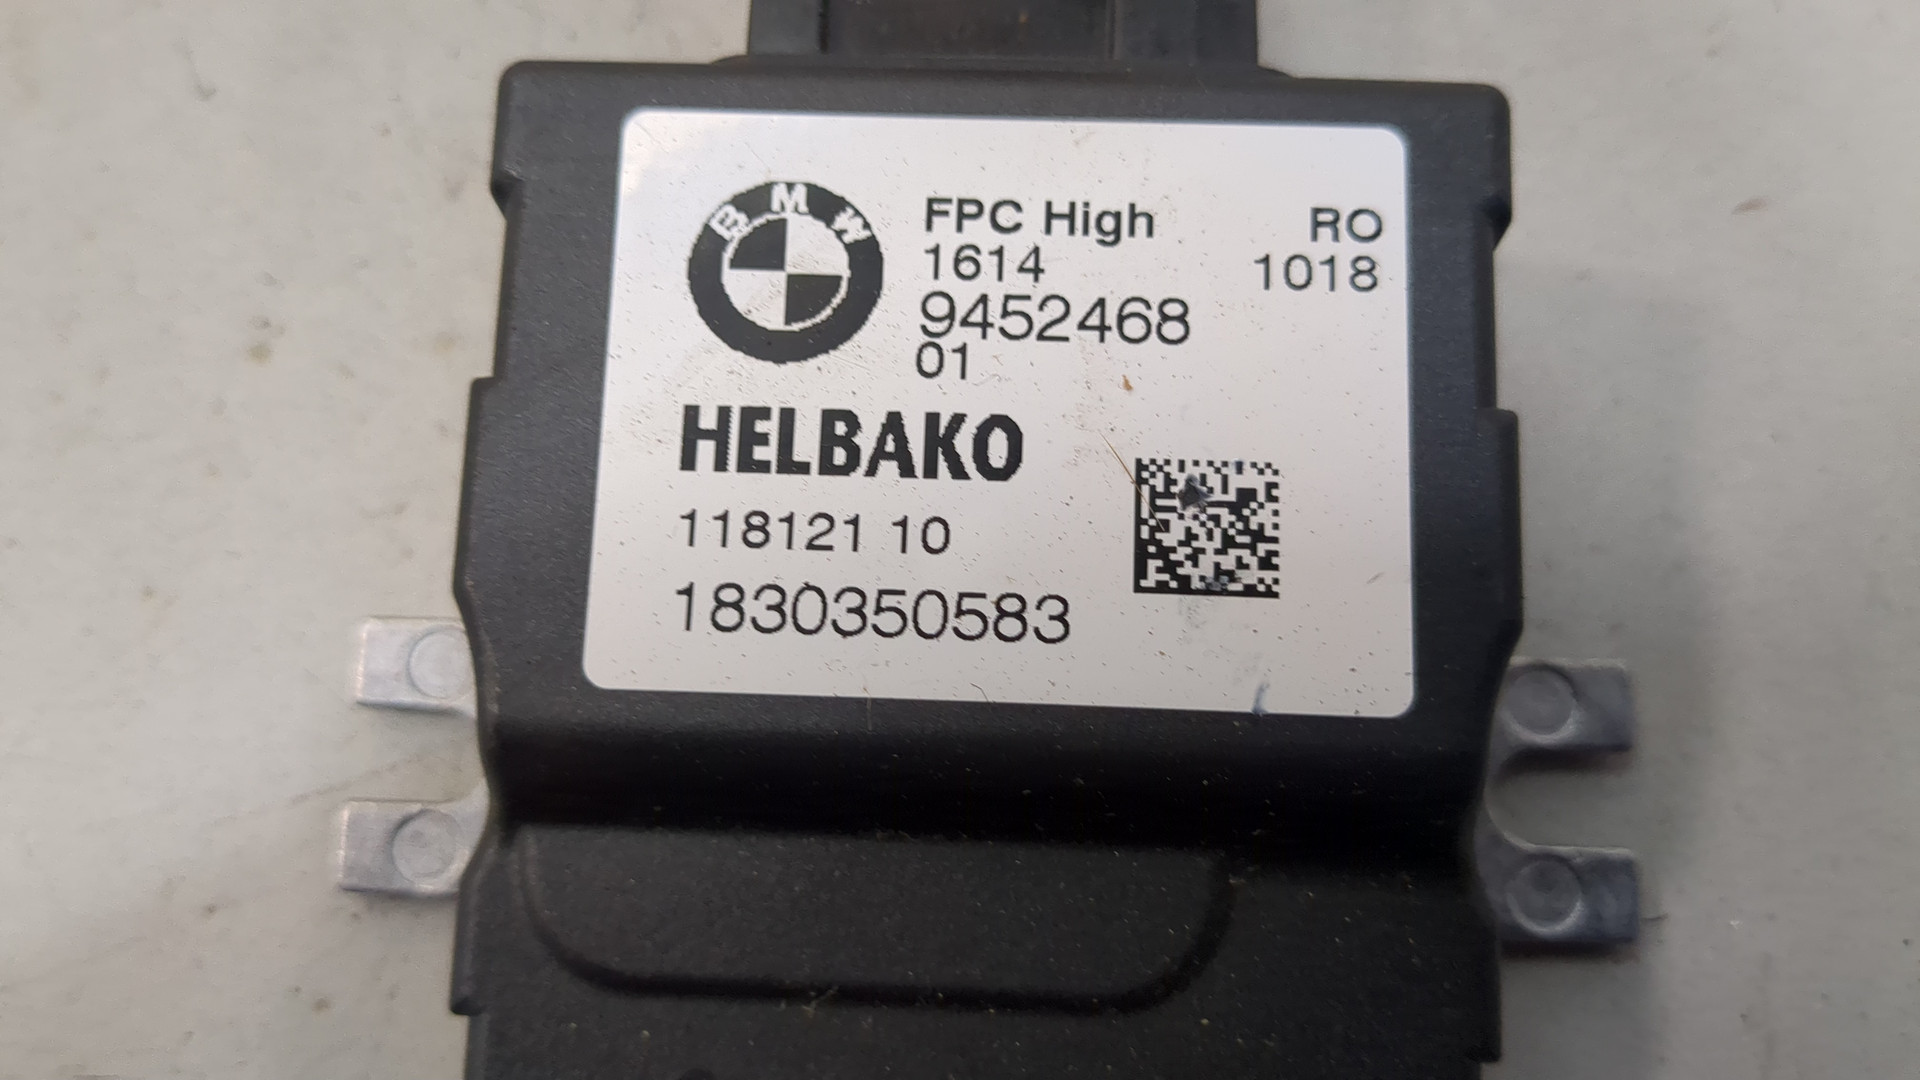 BMW
FPC High RO
1614 1018
9452468
01
HELBAKO
118121 10
1830350583